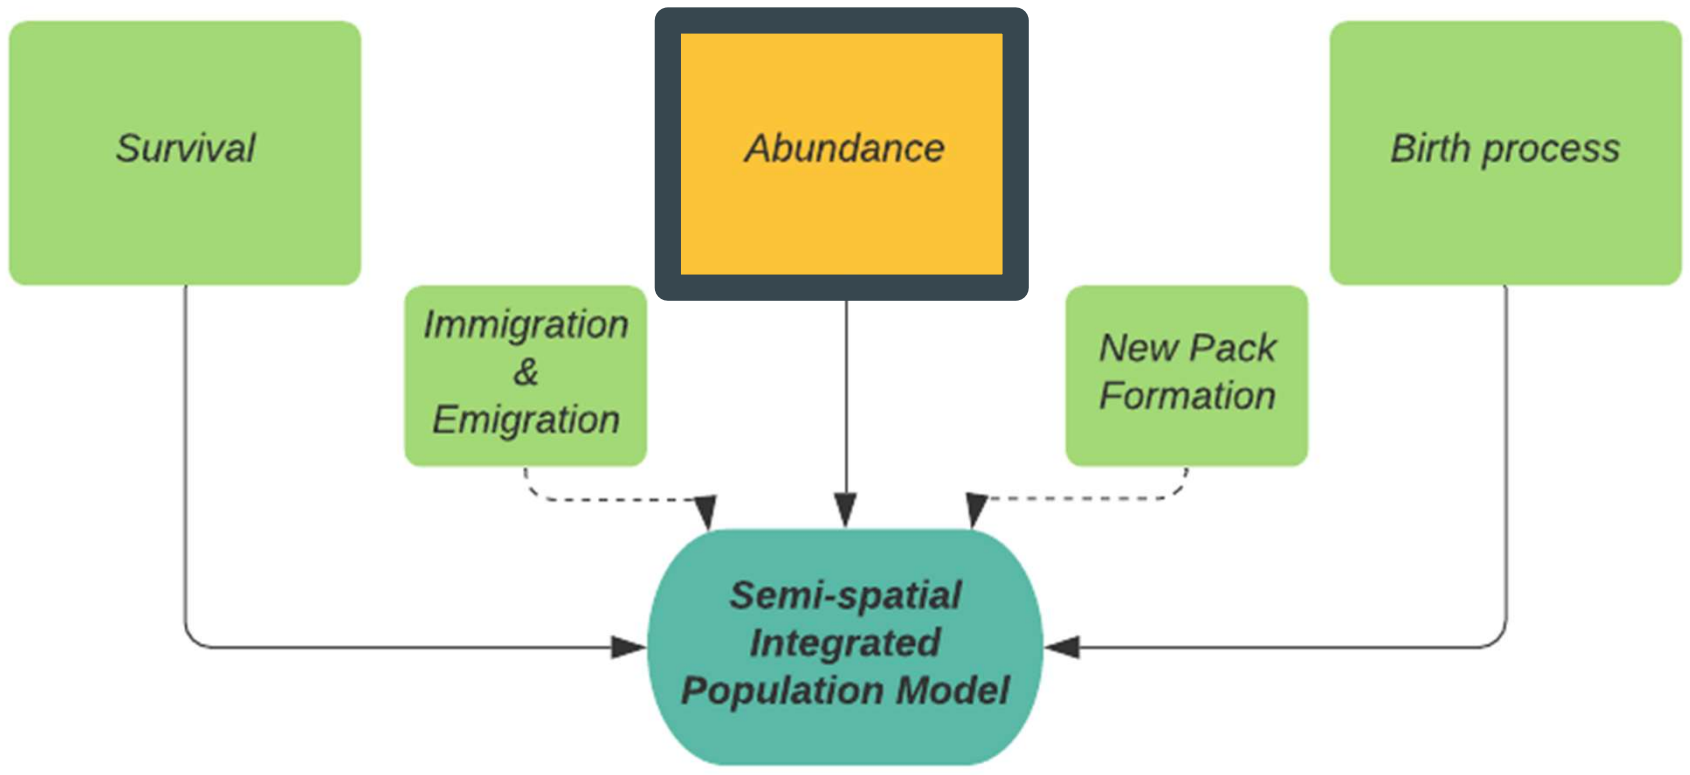 Survival
Abundance
Birth process
Immigration
&
Emigration
New Pack
Formation
Semi-spatial
Integrated
Population Model